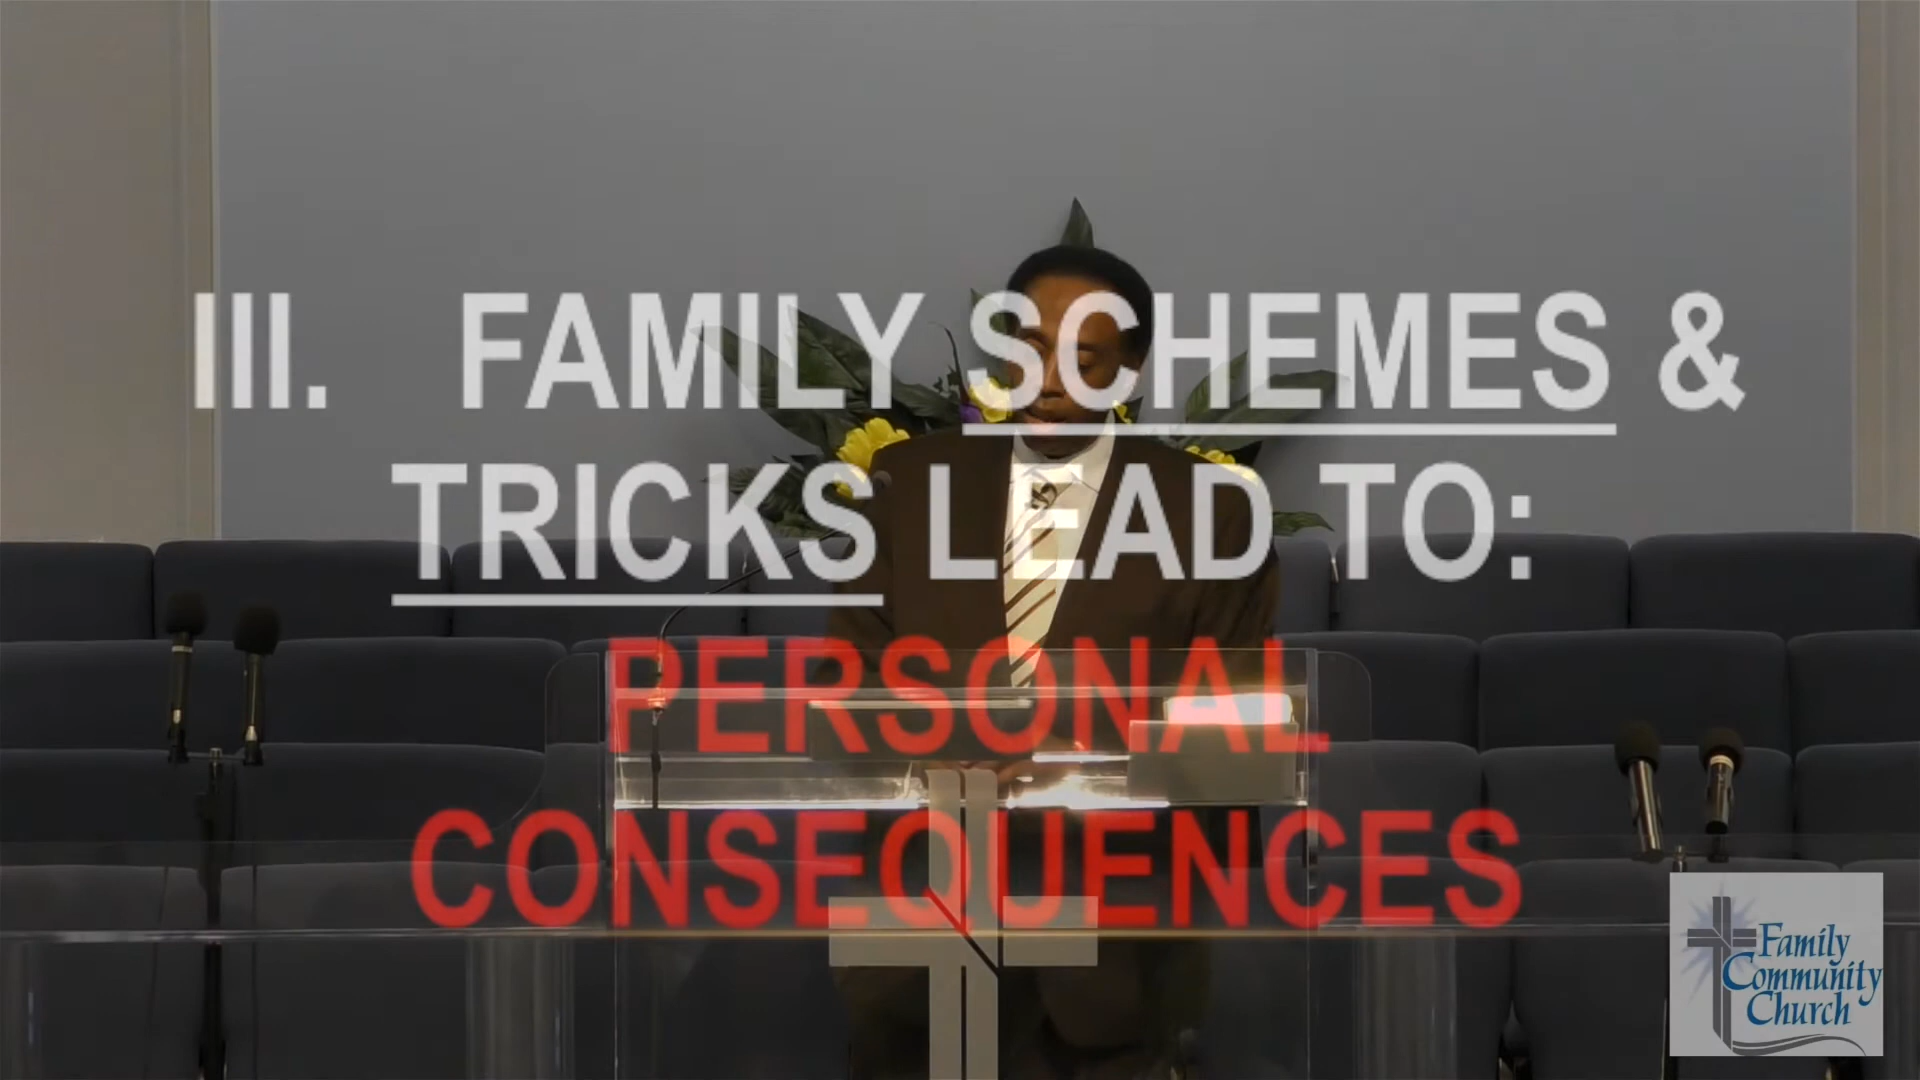 III. FAMILY SCHEMES &
TRICKS LEAD TO:
PERSONAL
CONSEQUENCES
Family
Community
Church